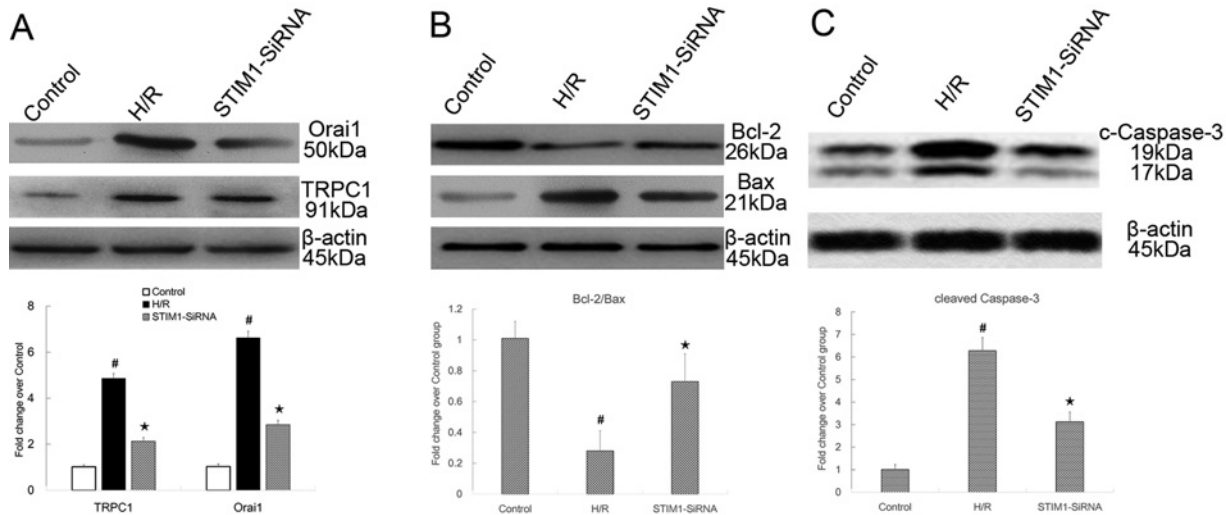 A
Control
H/R
STIM1-SiRNA
Orai1
50kDa
TRPC1
91kDa
β-actin
45kDa
Control
H/R
STIM1-SiRNA
Fold change over Control
8
6
4
2
0
#
★
#
★
TRPC1
Orai1
B
Control
H/R
STIM1-SiRNA
Bcl-2
26kDa
Bax
21kDa
β-actin
45kDa
Bcl-2/Bax
Fold change over Control group
1.2
1
0.8
0.6
0.4
0.2
0
#
★
Control
H/R
STIM1-SiRNA
C
Control
H/R
STIM1-SiRNA
c-Caspase-3
19kDa
17kDa
β-actin
45kDa
cleaved Caspase-3
Fold change over Control group
8
7
6
5
4
3
2
1
0
#
★
Control
H/R
STIM1-SiRNA